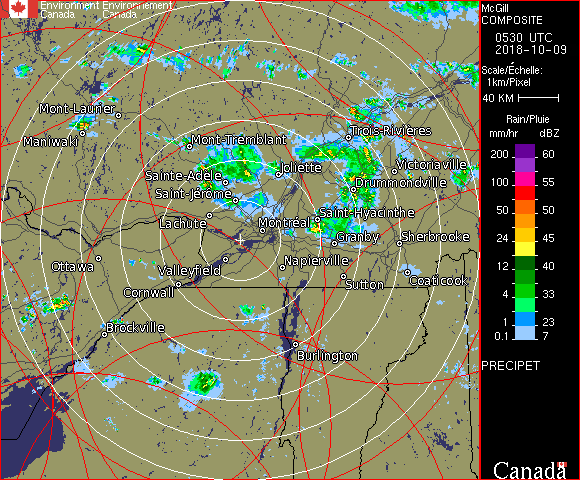 Environment Environnement
Canada Canada
McGill
COMPOSITE
0530 UTC
2018-10-09
Scale/Échelle:
1km/Pixel
40 KM
Rain/Pluie
mm/hr dBZ
200 60
100 55
50 50
24 45
12 40
4 33
1 23
0.1 7
PRECIPET
Canada
Mont-Laurier
Maniwaki
Mont-Tremblant
Trois-Rivières
Sainte-Adèle
Joliette
Victoriaville
Saint-Jérome
Drummondville
Lachute
Montréal
Saint-Hyacinthe
Granby
Sherbrooke
Ottawa
Valleyfield
Napierville
Cornwall
Sutton
Coaticook
Brockville
Burlington